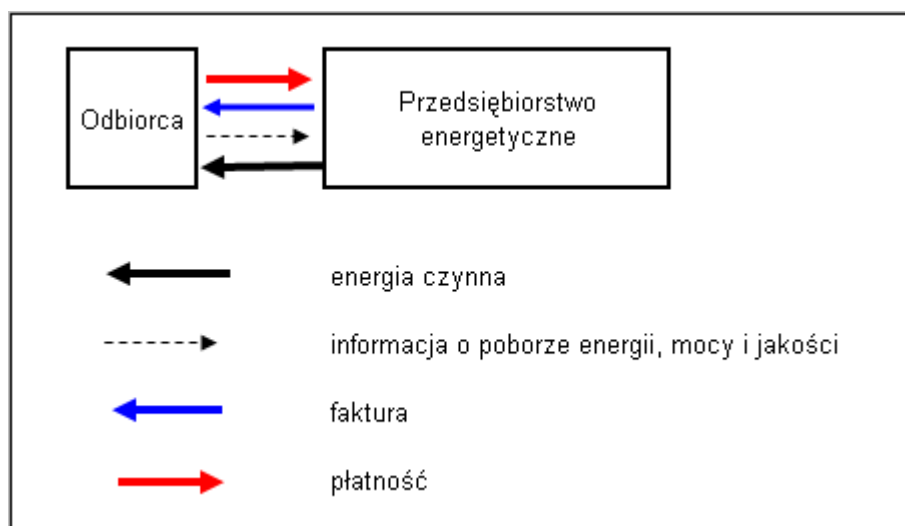 Odbiorca
Przedsiębiorstwo
energetyczne
energia czynna
informacja o poborze energii, mocy i jakości
faktura
płatność